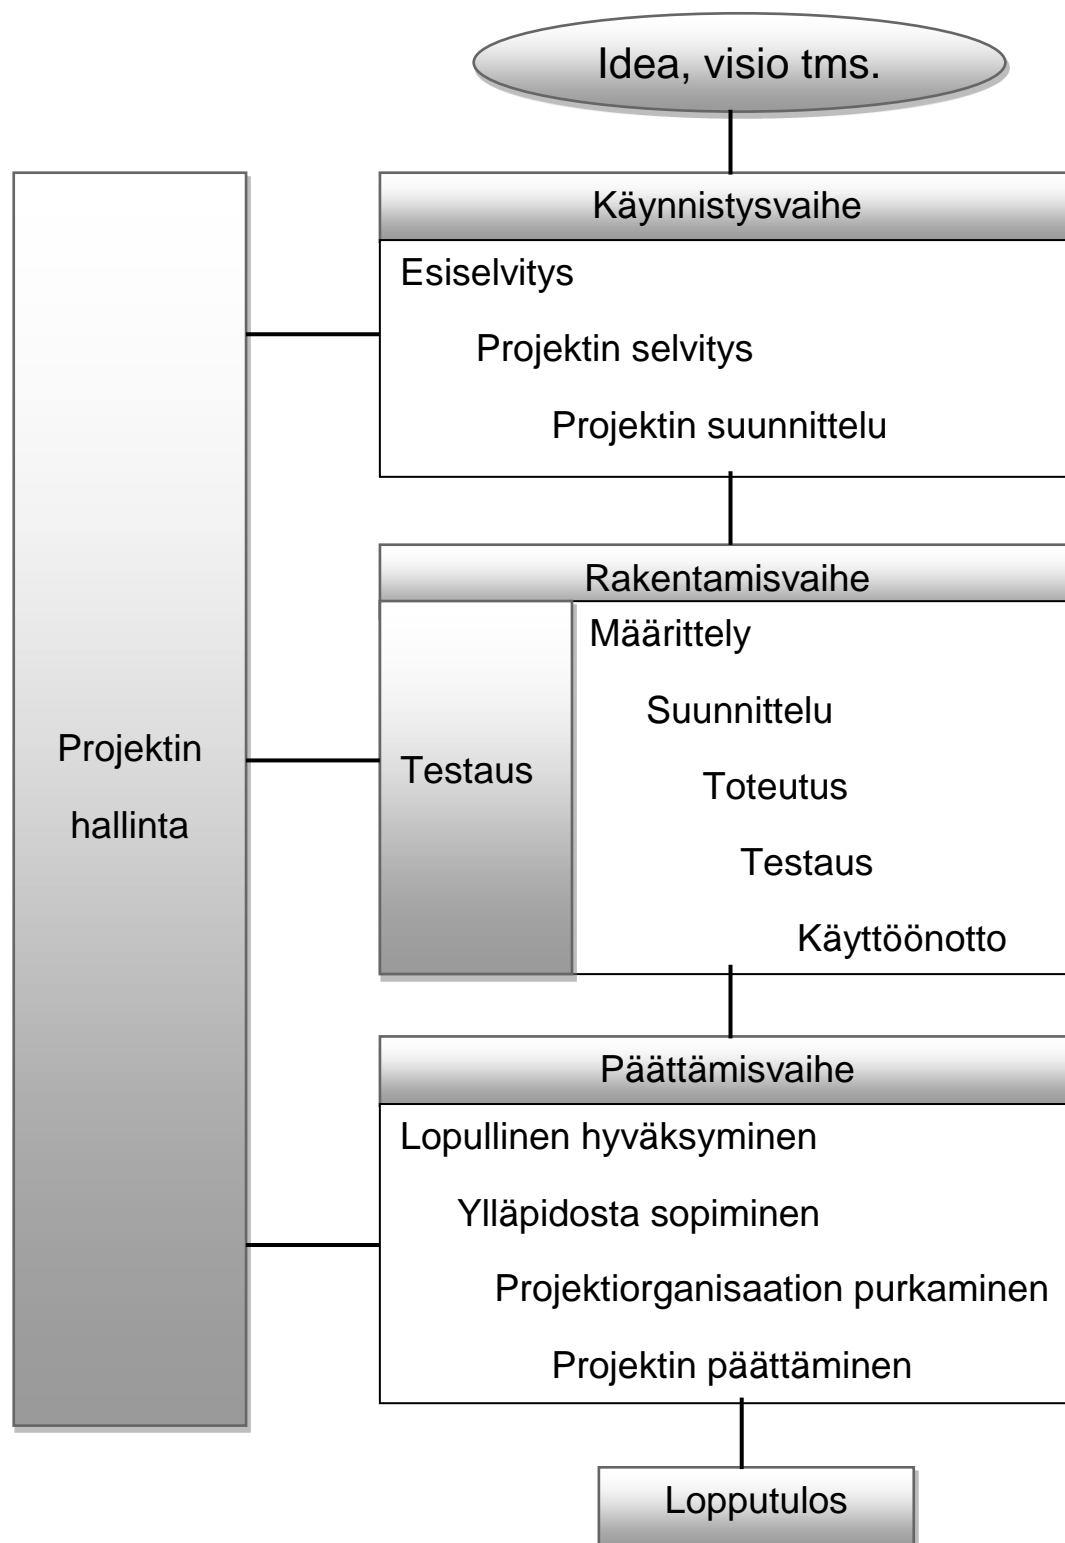 Idea, visio tms.
Käynnistysvaihe
Esiselvitys
Projektin selvitys
Projektin suunnittelu
Rakentamisvaihe
Määrittely
Suunnittelu
Projektin
hallinta
Testaus
Toteutus
Testaus
Käyttöönotto
Päättämisvaihe
Lopullinen hyväksyminen
Ylläpidosta sopiminen
Projektiorganisaation purkaminen
Projektin päättäminen
Lopputulos